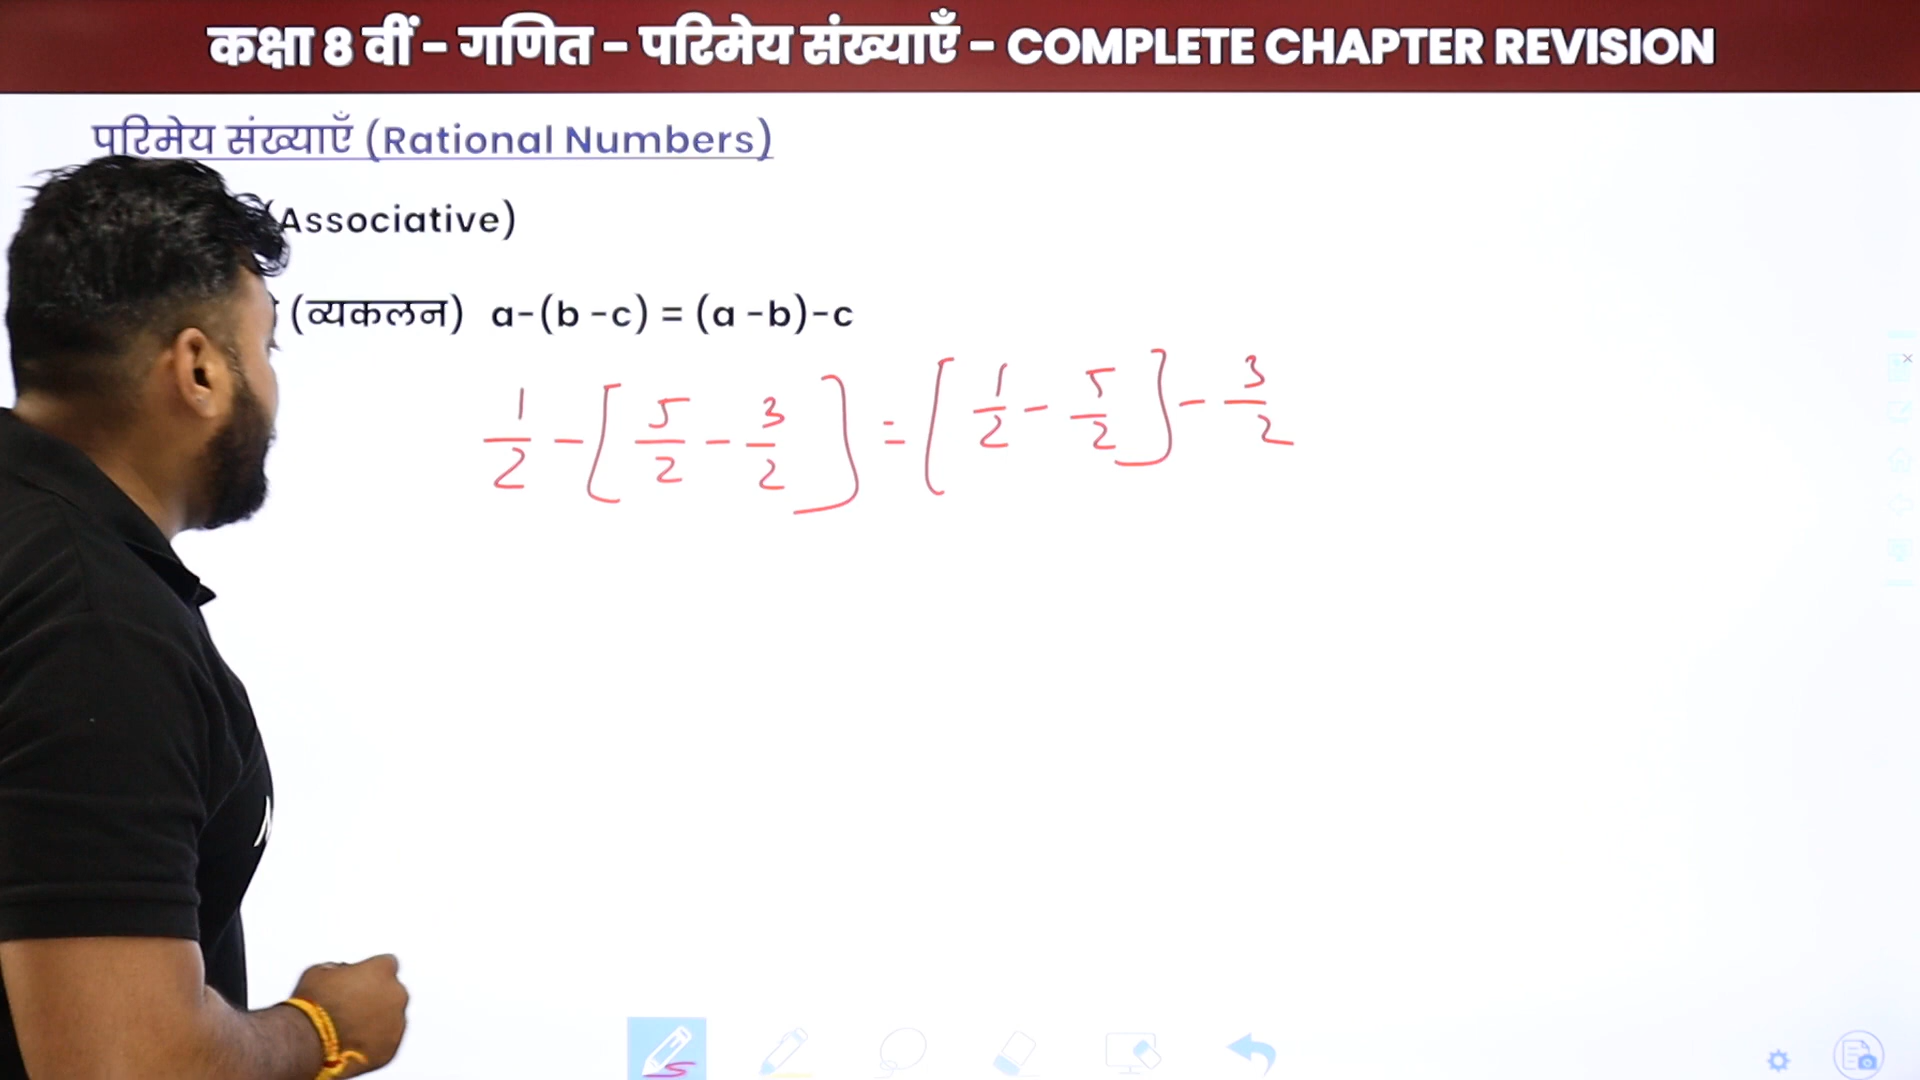 कक्षा 8 वीं - गणित - परिमेय संख्याएँ - COMPLETE CHAPTER REVISION
परिमेय संख्याएँ (Rational Numbers)
(Associative)
(व्यकलन) a-(b -c) = (a -b)-c
1/2 - [5/2 - 3/2] = [1/2 - 5/2] - 3/2